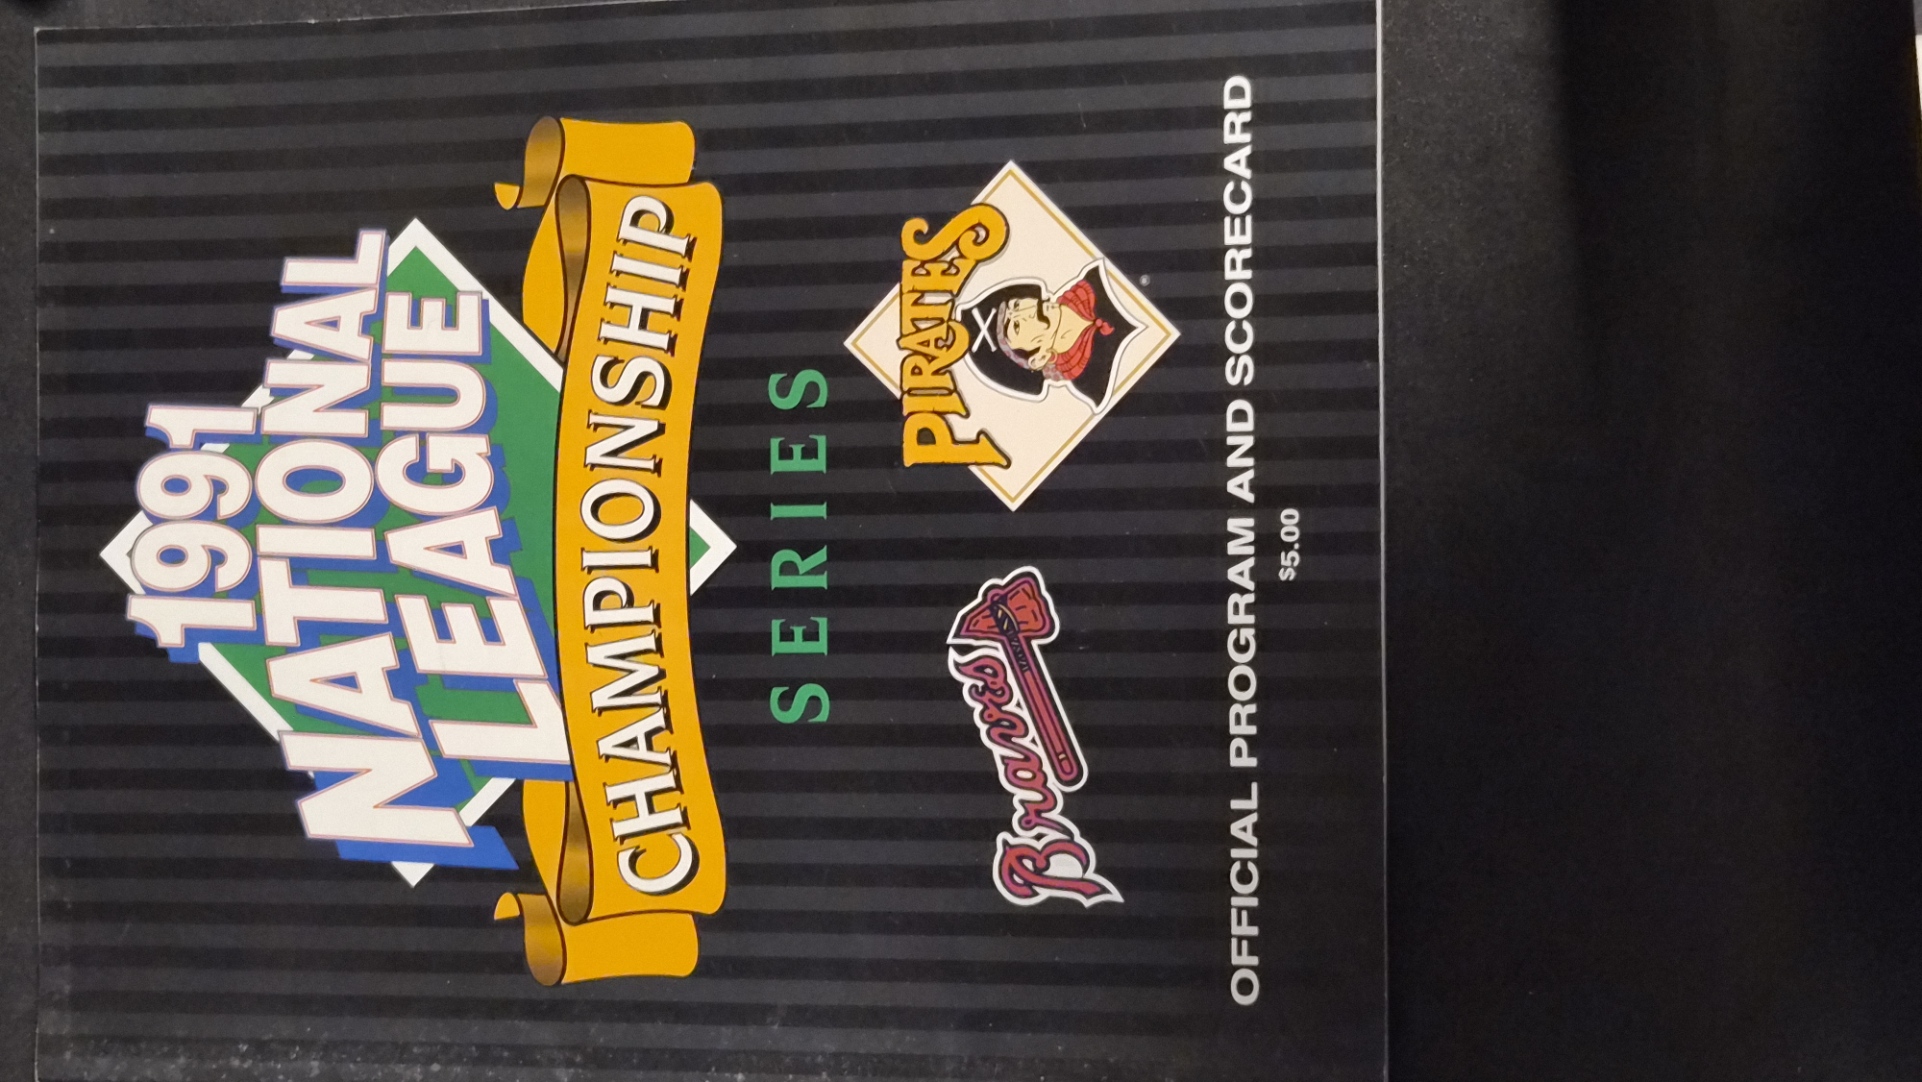 1991
NATIONAL
LEAGUE
CHAMPIONSHIP
SERIES
Braves
PIRATES
®
OFFICIAL PROGRAM AND SCORECARD
$5.00